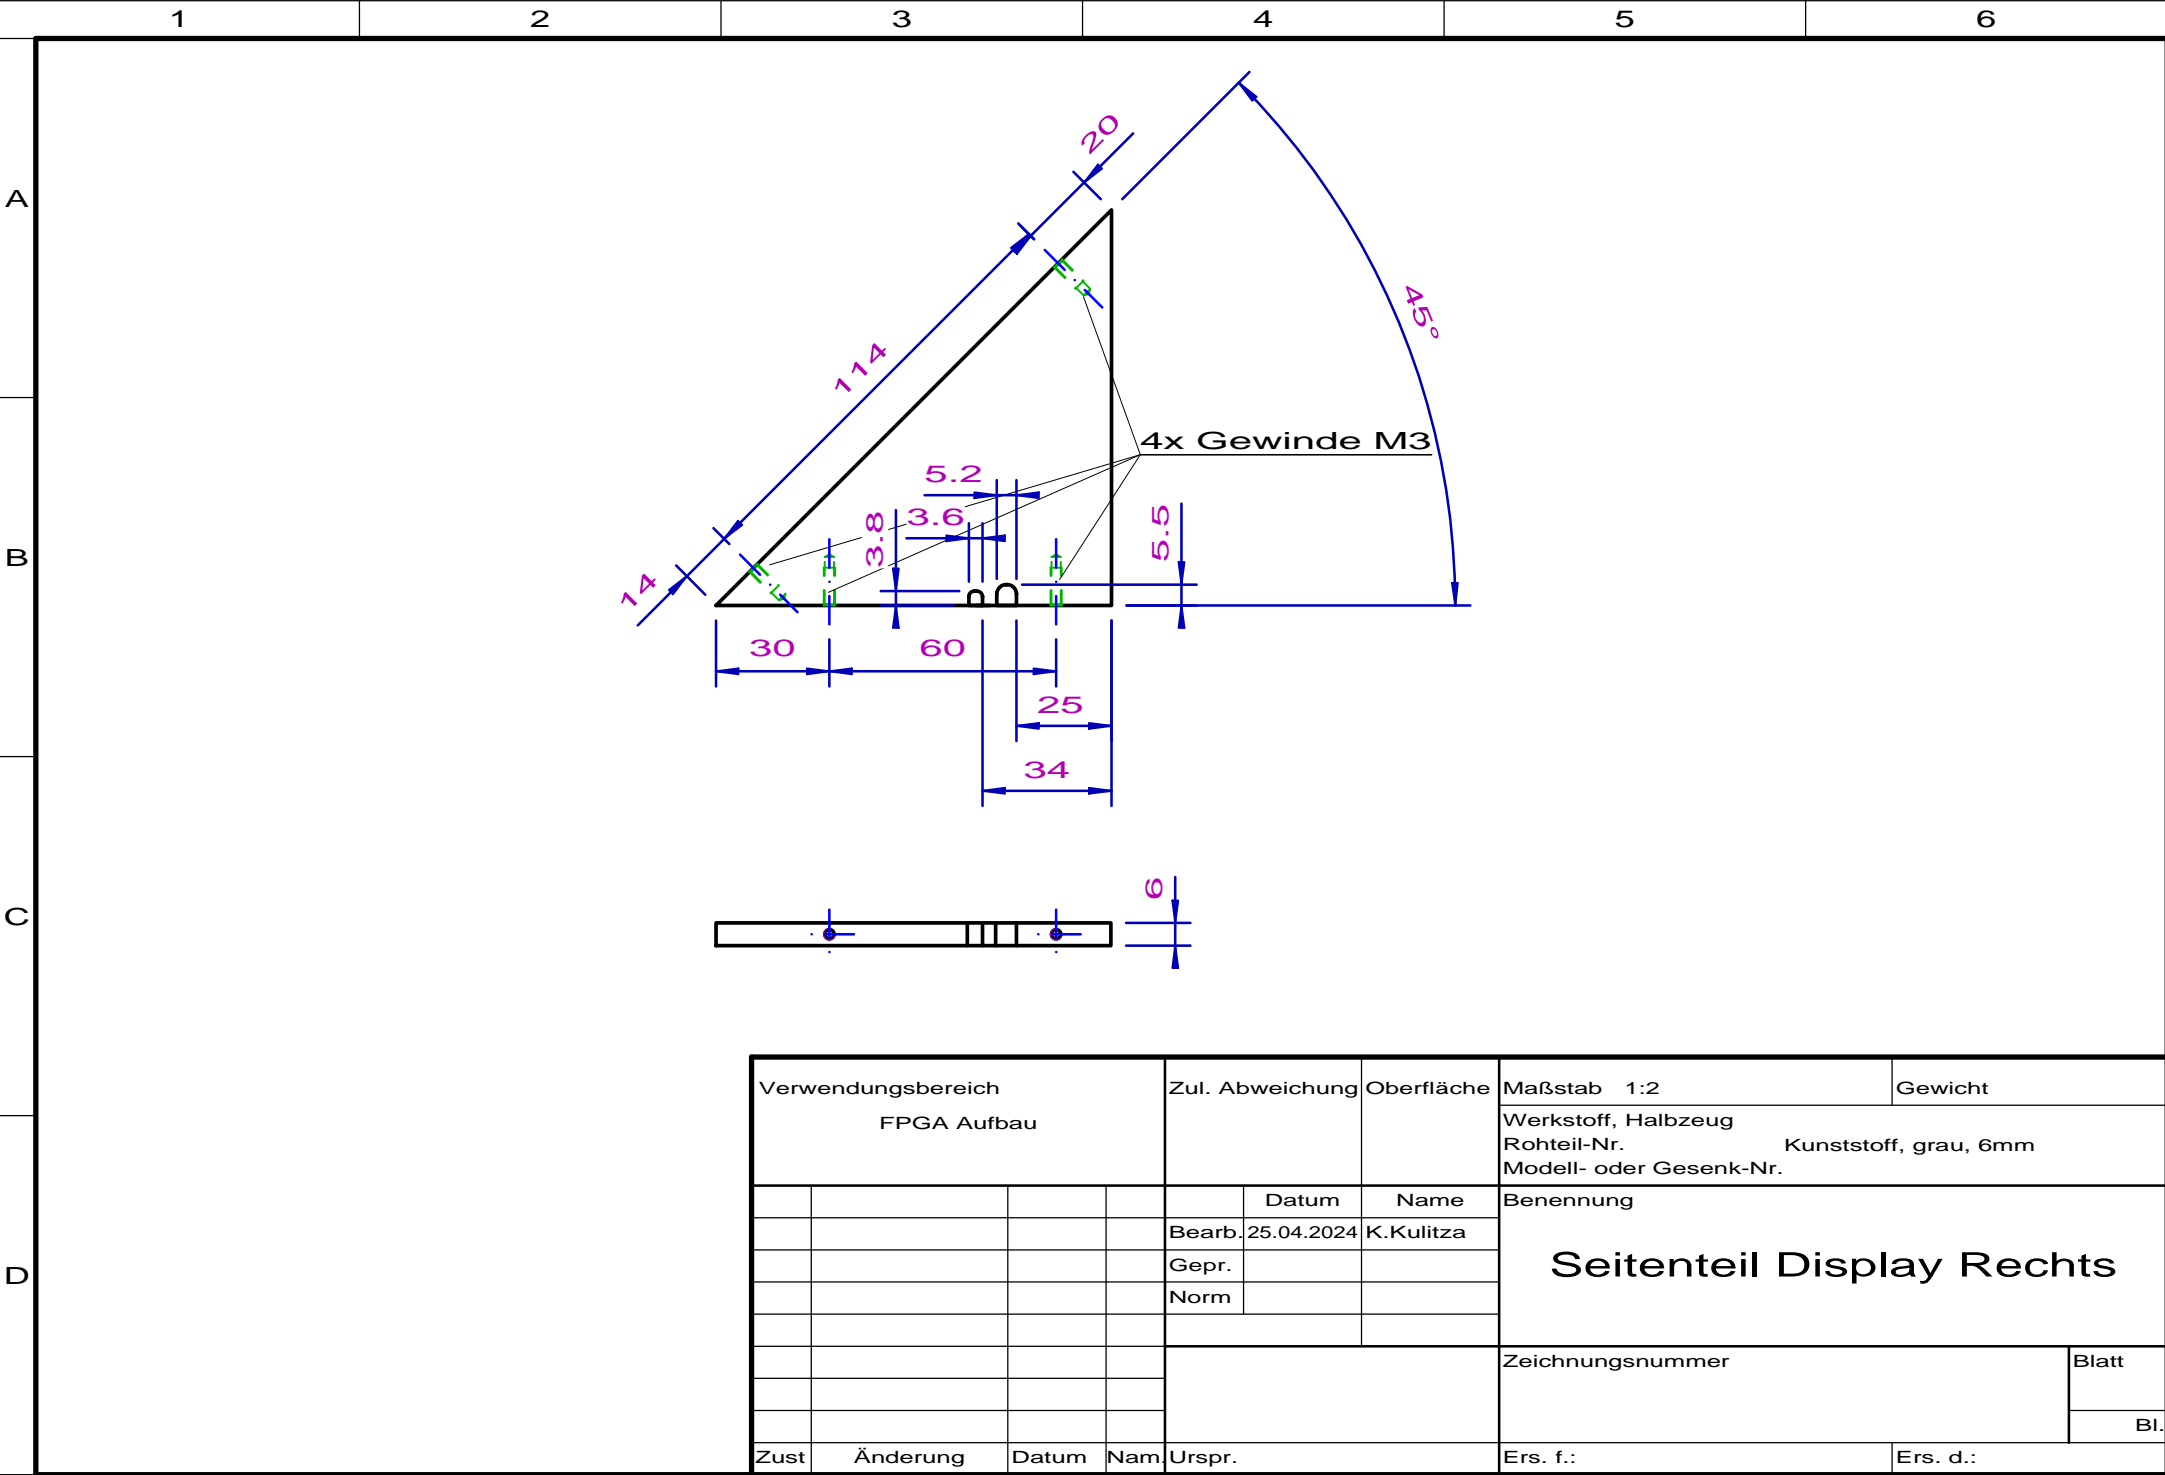 1 2 3 4 5 6
A
B
C
D
20
114
14
45°
4x Gewinde M3
5.2
3.6
3.8
5.5
30
60
25
34
6
Verwendungsbereich
FPGA Aufbau
Zul. Abweichung
Oberfläche
Maßstab 1:2
Gewicht
Werkstoff, Halbzeug
Rohteil-Nr. Kunststoff, grau, 6mm
Modell- oder Gesenk-Nr.
Datum Name
Bearb. 25.04.2024 K.Kulitza
Gepr.
Norm
Benennung
Seitenteil Display Rechts
Zeichnungsnummer
Blatt
Bl.
Zust Änderung Datum Nam. Urspr. Ers. f.: Ers. d.: